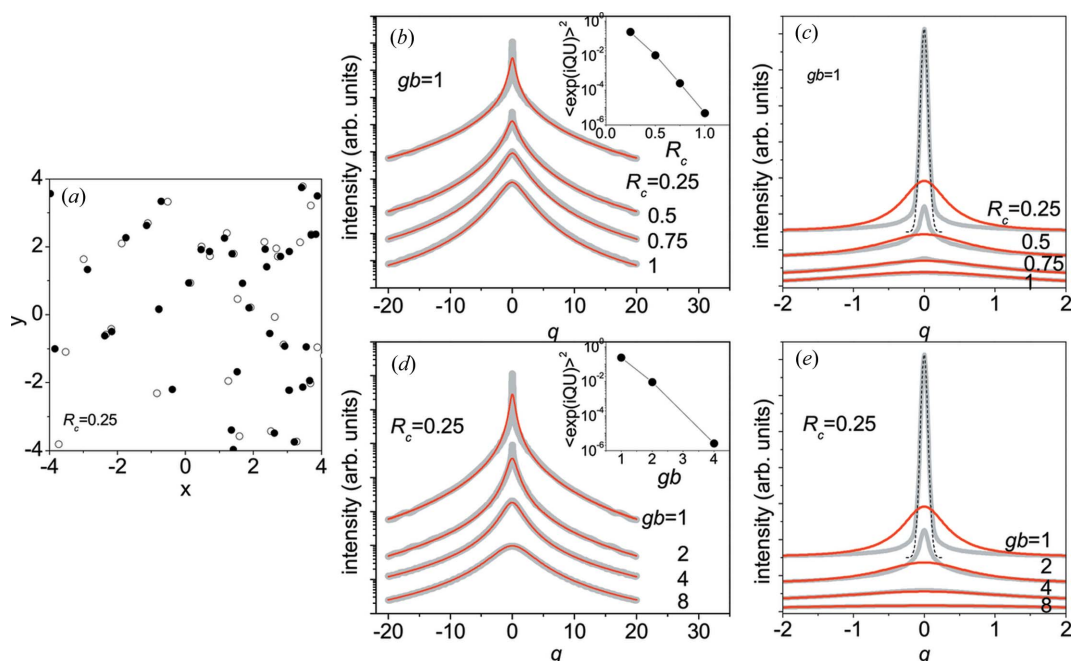 (a)
4
2
0
-2
-4
y
R_c=0.25
-4 -2 0 2 4
x
(b)
gb=1
intensity (arb. units)
<exp(iQU)>²
10⁰
10⁻²
10⁻⁴
10⁻⁶
0.0 0.5 1.0
R_c
R_c=0.25
0.5
0.75
1
-20 -10 0 10 20
q
(c)
gb=1
intensity (arb. units)
R_c=0.25
0.5
0.75
1
-2 -1 0 1 2
q
(d)
R_c=0.25
intensity (arb. units)
<exp(iQU)>²
10⁰
10⁻²
10⁻⁴
10⁻⁶
1 2 3 4
gb
gb=1
2
4
8
-20 -10 0 10 20 30
q
(e)
R_c=0.25
intensity (arb. units)
gb=1
2
4
8
-2 -1 0 1 2
q